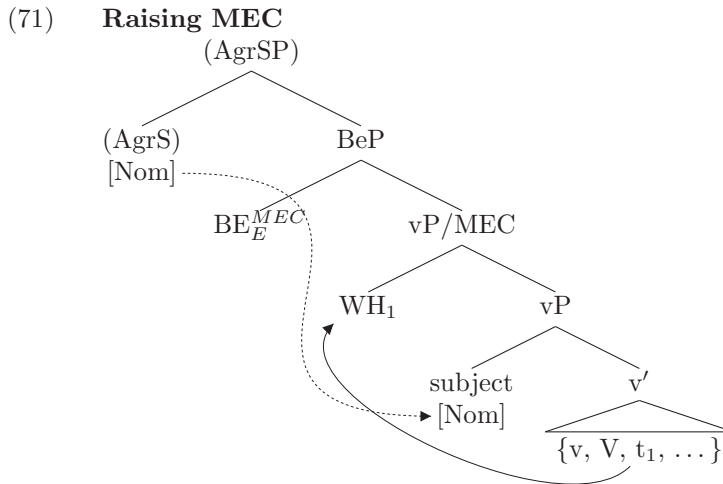 (71) Raising MEC
(AgrSP)
(AgrS) BeP
[Nom]
BE_E^{MEC} vP/MEC
WH₁ vP
subject v′
[Nom]
{v, V, t₁, …}